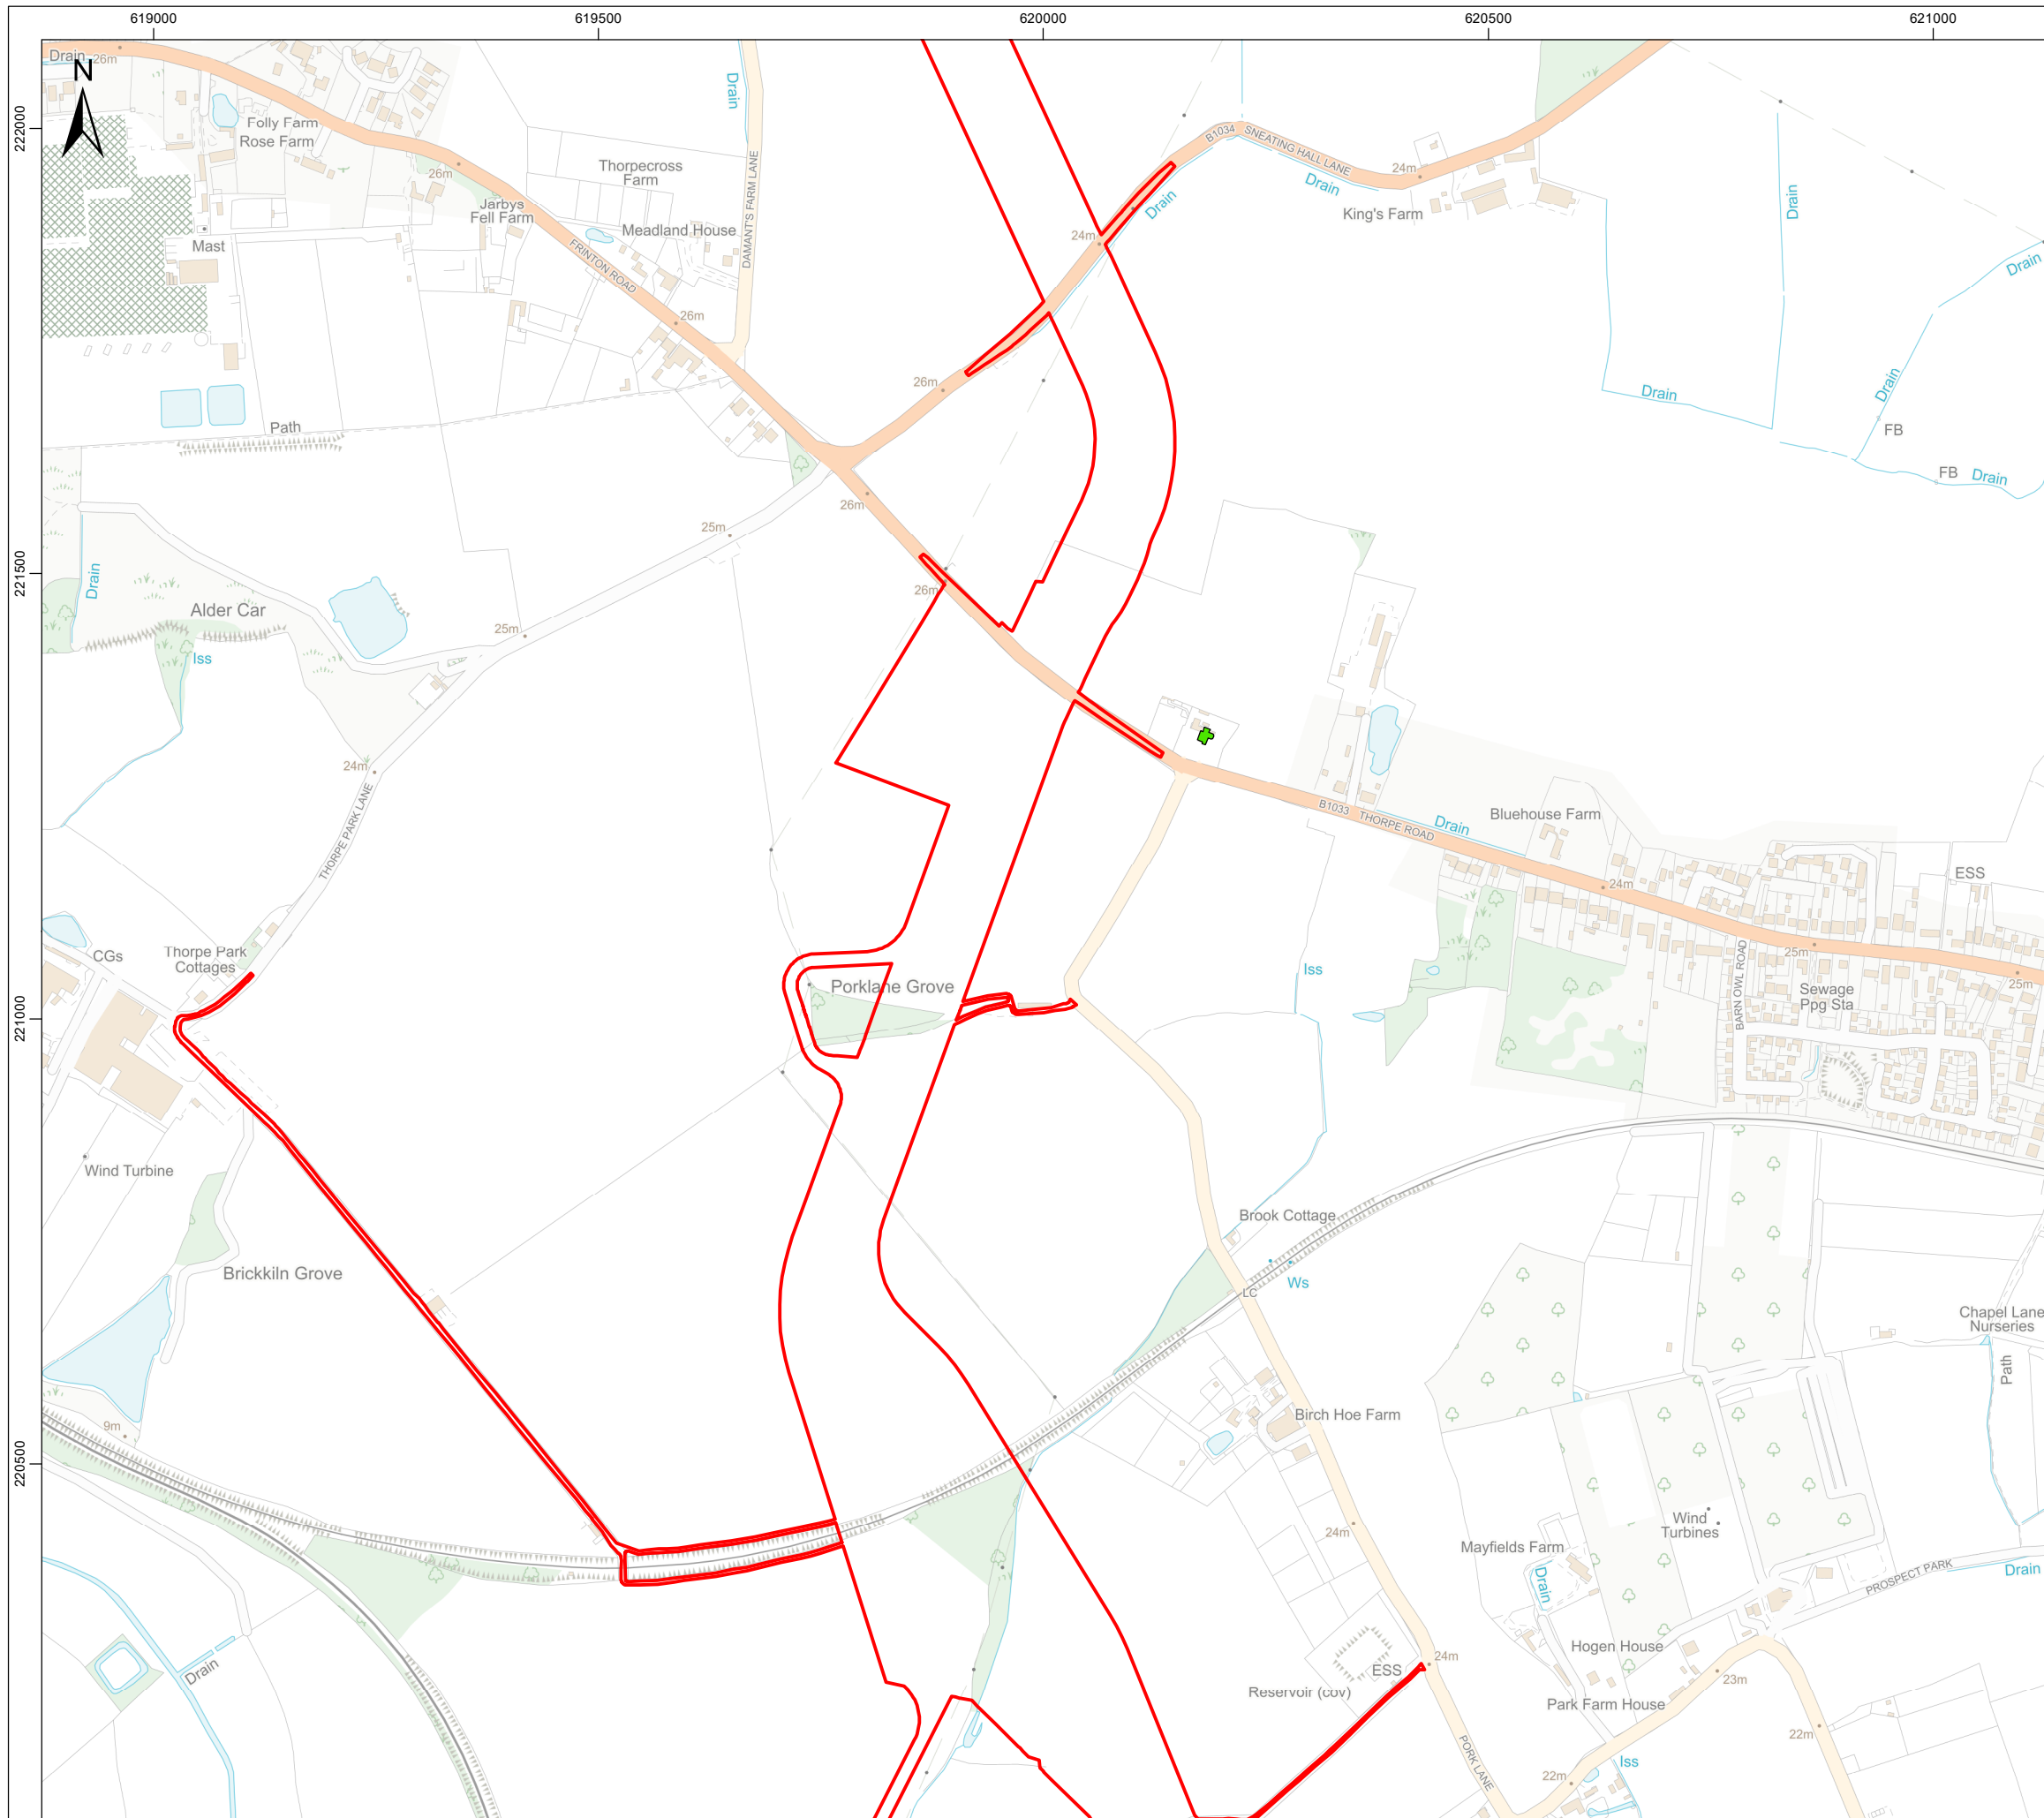 619000
619500
620000
620500
621000
222000
221500
221000
220500
N
Drain
26m
Folly Farm
Rose Farm
Drain
26m
Thorpecross
Farm
DAMANT'S FARM LANE
Jarbys
Fell Farm
Meadland House
Mast
FRINTON ROAD
26m
B1034
SNEATING HALL LANE
24m
Drain
King's Farm
Drain
24m
Drain
Drain
Drain
Drain
FB
FB
Drain
26m
Path
26m
25m
26m
Drain
Alder Car
25m
Iss
24m
THORPE PARK LANE
B1033
THORPE ROAD
Drain
Bluehouse Farm
24m
ESS
25m
25m
BARN OWL ROAD
Sewage
Ppg Sta
CGs
Thorpe Park
Cottages
Porklane Grove
Iss
Wind Turbine
Brickkiln Grove
Brook Cottage
Ws
LC
Chapel Lane
Nurseries
Path
9m
Birch Hoe Farm
24m
Wind
Turbines
Mayfields Farm
Drain
PROSPECT PARK
Drain
Hogen House
24m
ESS
Reservoir (cov)
23m
Park Farm House
22m
Drain
PORK LANE
Iss
22m